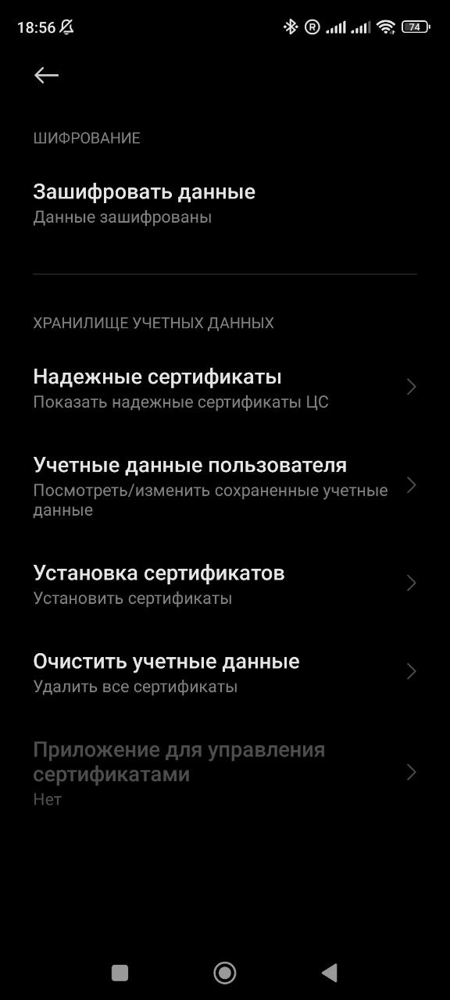 18:56
R
74
ШИФРОВАНИЕ
Зашифровать данные
Данные зашифрованы
ХРАНИЛИЩЕ УЧЕТНЫХ ДАННЫХ
Надежные сертификаты
Показать надежные сертификаты ЦС
Учетные данные пользователя
Посмотреть/изменить сохраненные учетные
данные
Установка сертификатов
Установить сертификаты
Очистить учетные данные
Удалить все сертификаты
Приложение для управления
сертификатами
Нет